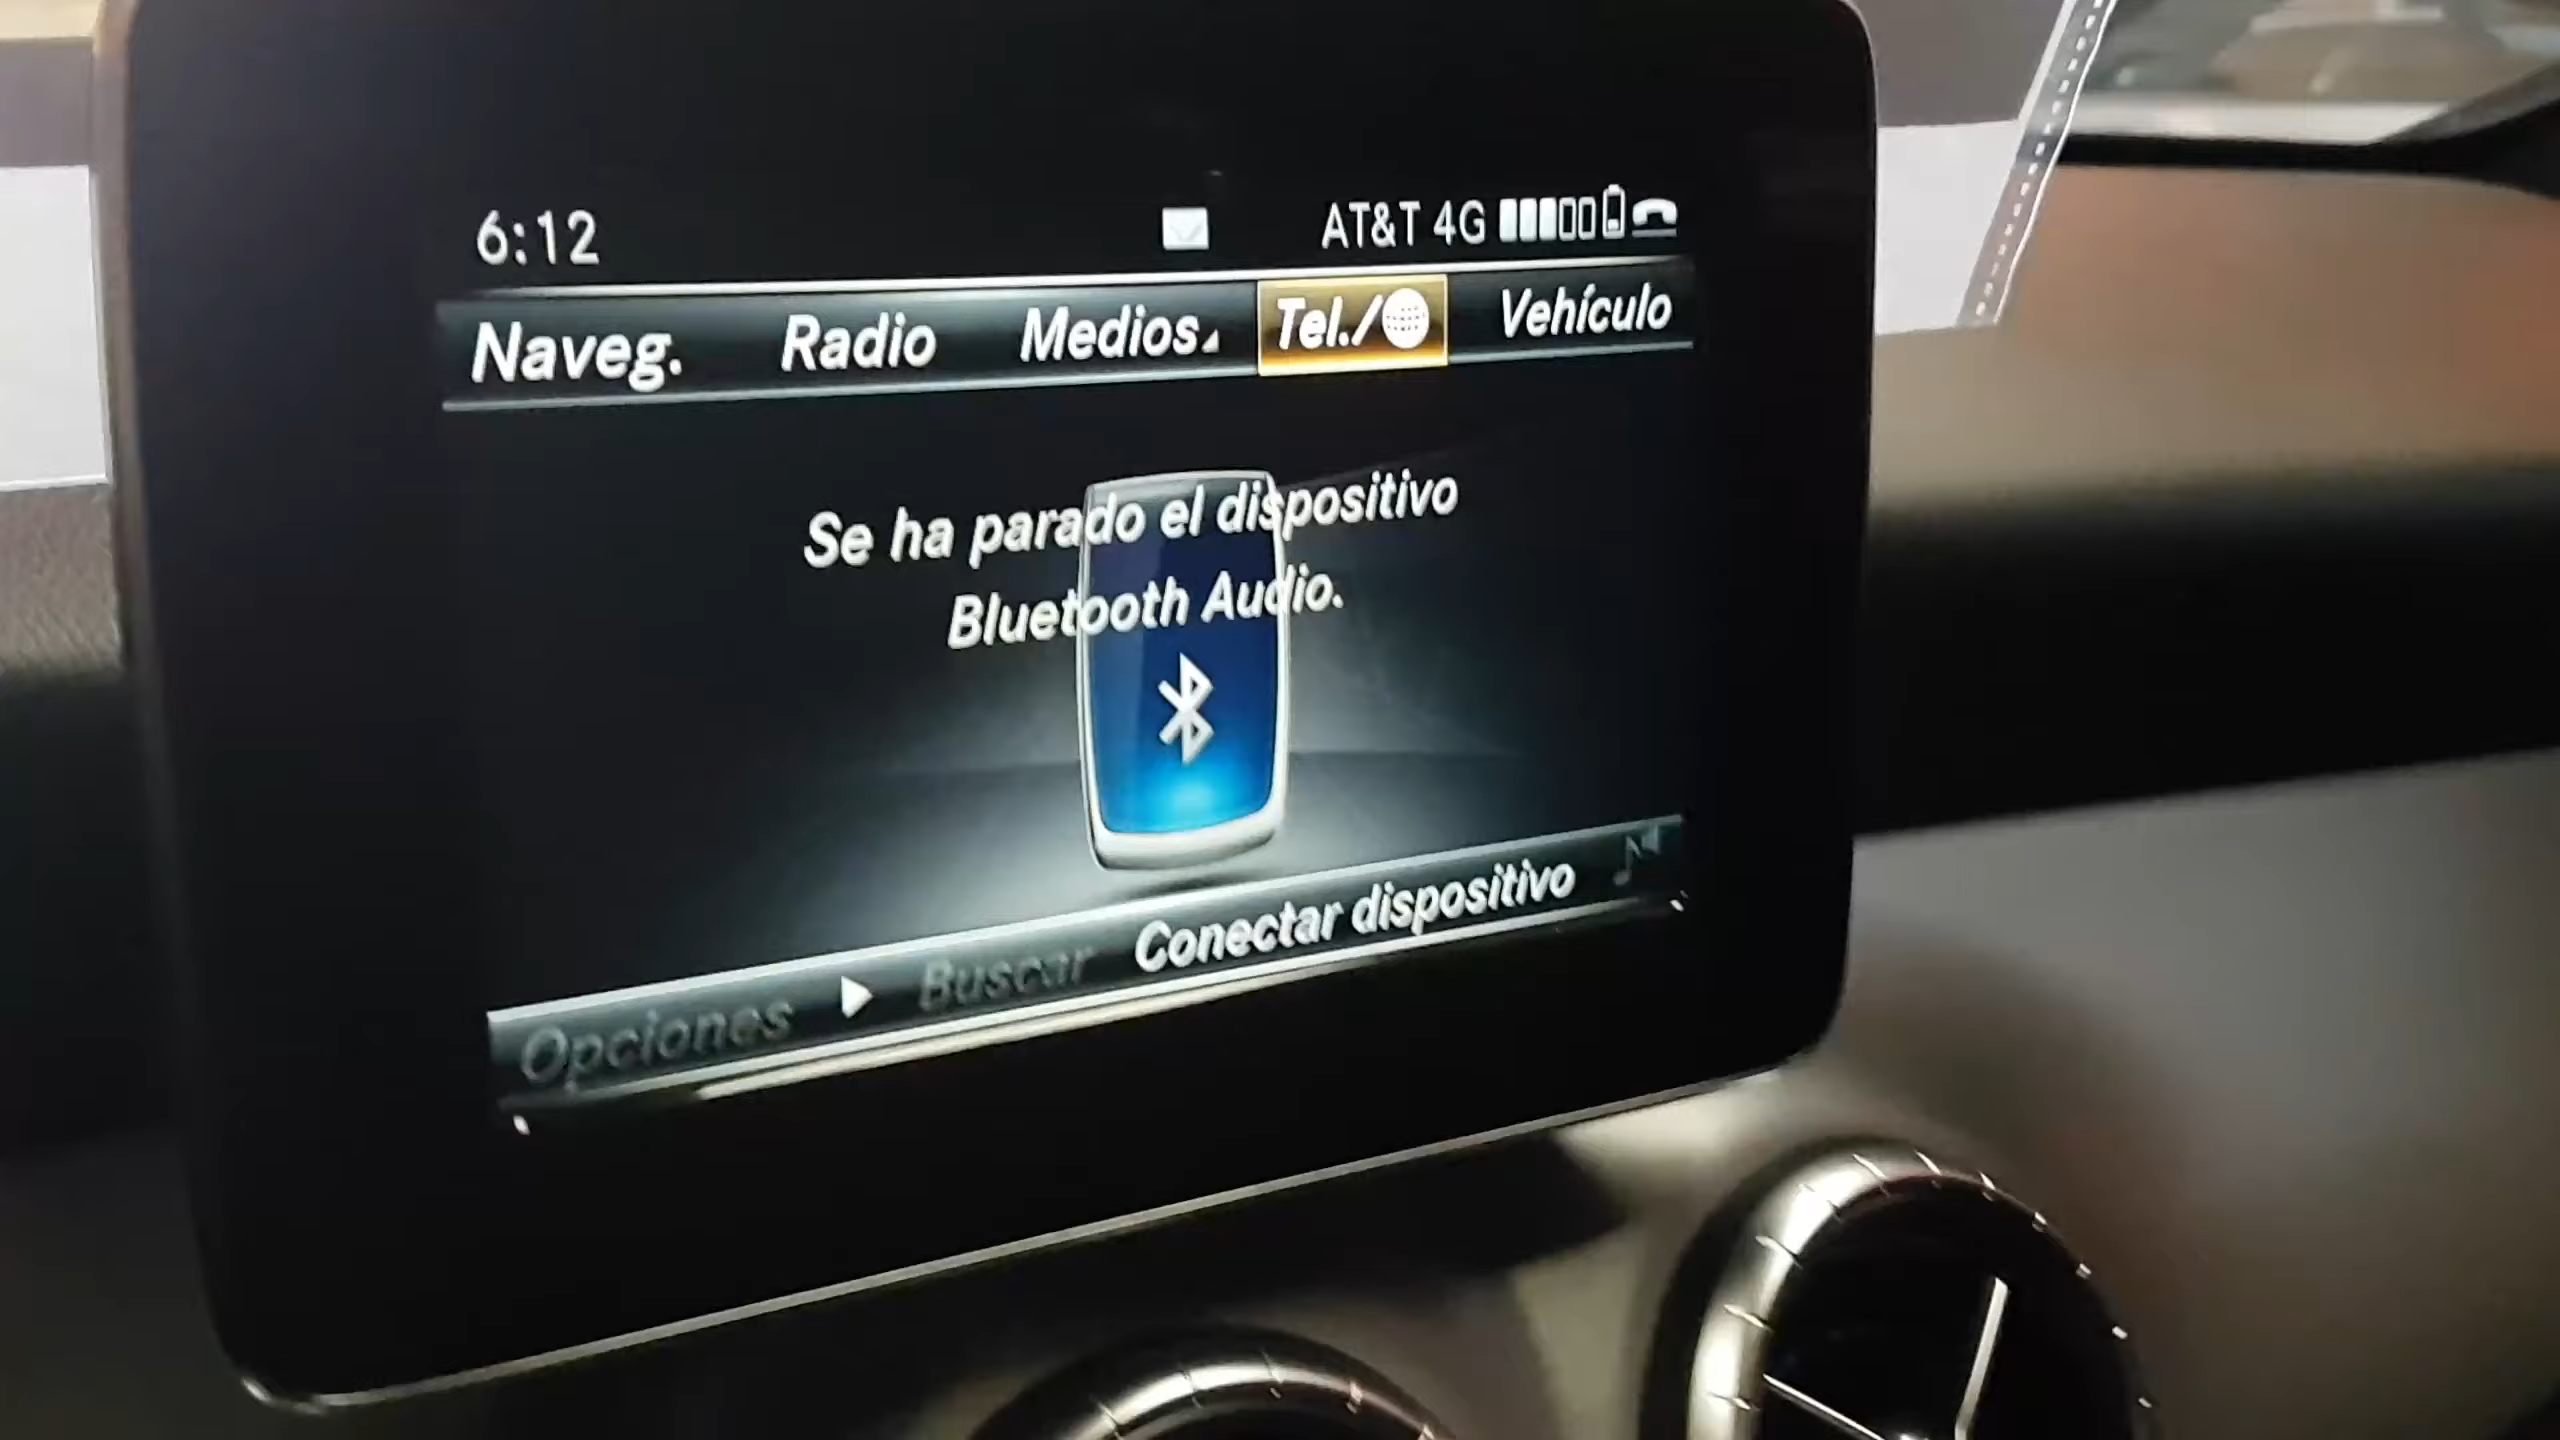 6:12
AT&T 4G
Naveg.
Radio
Medios
Tel./
Vehículo
Se ha parado el dispositivo
Bluetooth Audio.
Opciones
Buscar
Conectar dispositivo